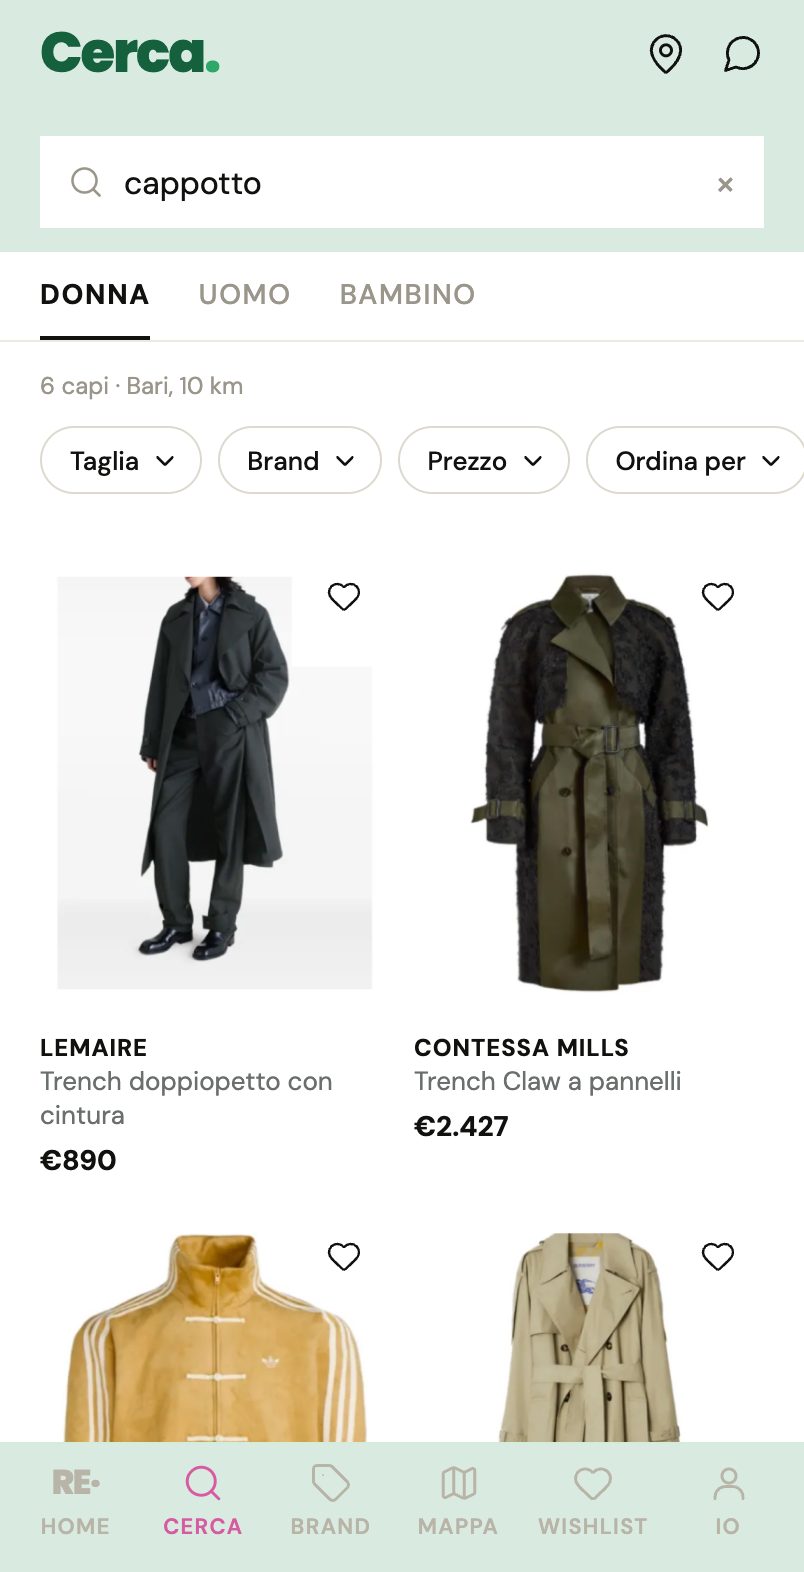 Cerca.
cappotto
DONNA UOMO BAMBINO
6 capi · Bari, 10 km
Taglia Brand Prezzo Ordina per
LEMAIRE
Trench doppiopetto con
cintura
€890
CONTESSA MILLS
Trench Claw a pannelli
€2.427
RE•
HOME CERCA BRAND MAPPA WISHLIST IO